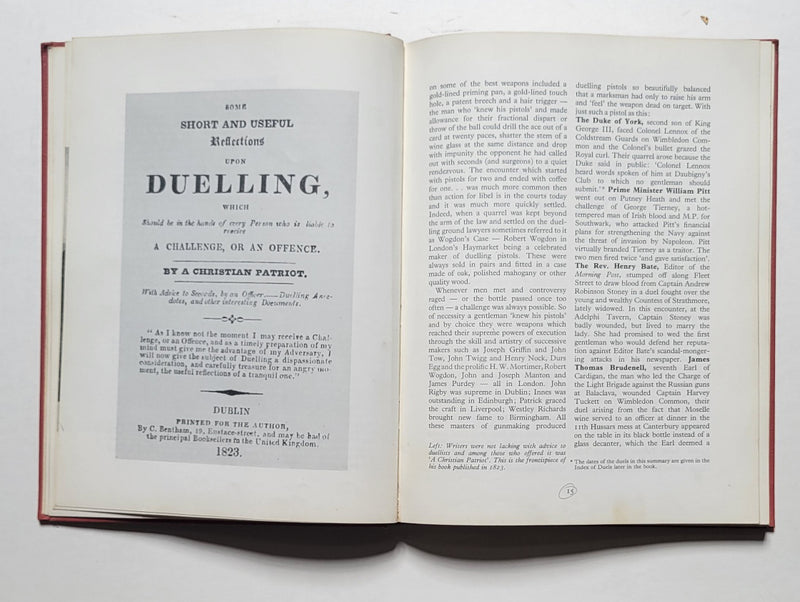 SOME
SHORT AND USEFUL
Reflections
UPON
DUELLING,
WHICH
Should be in the hands of every Person who is liable to
receive
A CHALLENGE, OR AN OFFENCE.
BY A CHRISTIAN PATRIOT.
With Advice to Seconds, by an Officer—Duelling Anec-
dotes, and other interesting Documents.
"As I know not the moment I may receive a Chal-
lenge, or an Offence, and as a timely preparation of my
mind must give me the advantage of my Adversary, I
will now give the subject of Duelling a dispassionate
consideration, and carefully treasure for an angry mo-
ment, the useful reflections of a tranquil one."
DUBLIN
PRINTED FOR THE AUTHOR,
By C. Bentham, 19, Eustace-street, and may be had of
the principal Booksellers in the United Kingdom.
1823.
on some of the best weapons included a
gold-lined priming pan, a gold-lined touch
hole, a patent breech and a hair trigger —
the man who 'knew his pistols' and made
allowance for their fractional dispart or
throw of the ball could drill the ace out of a
card at twenty paces, shatter the stem of a
wine glass at the same distance and drop
with impunity the opponent he had called
out with seconds (and surgeons) to a quiet
rendezvous. The encounter which started
with pistols for two and ended with coffee
for one. . . was much more common then
than action for libel is in the courts today
and it was much more quickly settled.
Indeed, when a quarrel was kept beyond
the arm of the law and settled on the duel-
ling ground lawyers sometimes referred to it
as Wogdon's Case — Robert Wogdon in
London's Haymarket being a celebrated
maker of duelling pistols. These were
always sold in pairs and fitted in a case
made of oak, polished mahogany or other
quality wood.
Whenever men met and controversy
raged — or the bottle passed once too
often — a challenge was always possible. So
of necessity a gentleman 'knew his pistols'
and by choice they were weapons which
reached their supreme powers of execution
through the skill and artistry of successive
makers such as Joseph Griffin and John
Tow, John Twigg and Henry Nock, Durs
Egg and the prolific H. W. Mortimer, Robert
Wogdon, John and Joseph Manton and
James Purdey — all in London. John
Rigby was supreme in Dublin; Innes was
outstanding in Edinburgh; Patrick graced
the craft in Liverpool; Westley Richards
brought new fame to Birmingham. All
these masters of gunmaking produced
Left: Writers were not lacking with advice to
duellists and among those who offered it was
'A Christian Patriot'. This is the frontispiece of
his book published in 1823.
duelling pistols so beautifully balanced
that a marksman had only to raise his arm
and 'feel' the weapon dead on target. With
just such a pistol as this:
The Duke of York, second son of King
George III, faced Colonel Lennox of the
Coldstream Guards on Wimbledon Com-
mon and the Colonel's bullet grazed the
Royal curl. Their quarrel arose because the
Duke said in public: 'Colonel Lennox
heard words spoken of him at Daubigny's
Club to which no gentleman should
submit.'* Prime Minister William Pitt
went out on Putney Heath and met the
challenge of George Tierney, a hot-
tempered man of Irish blood and M.P. for
Southwark, who attacked Pitt's financial
plans for strengthening the Navy against
the threat of invasion by Napoleon. Pitt
virtually branded Tierney as a traitor. The
two men fired twice 'and gave satisfaction'.
The Rev. Henry Bate, Editor of the
Morning Post, stumped off along Fleet
Street to draw blood from Captain Andrew
Robinson Stoney in a duel fought over the
young and wealthy Countess of Strathmore,
lately widowed. In this encounter, at the
Adelphi Tavern, Captain Stoney was
badly wounded, but lived to marry the
lady. She had promised to wed the first
gentleman who would defend her reputa-
tion against Editor Bate's scandal-monger-
ing attacks in his newspaper. James
Thomas Brudenell, seventh Earl of
Cardigan, the man who led the Charge of
the Light Brigade against the Russian guns
at Balaclava, wounded Captain Harvey
Tuckett on Wimbledon Common, their
duel arising from the fact that Moselle
wine served to an officer at dinner in the
11th Hussars mess at Canterbury appeared
on the table in its black bottle instead of a
glass decanter, which the Earl deemed a
* The dates of the duels in this summary are given in the
Index of Duels later in the book.
15